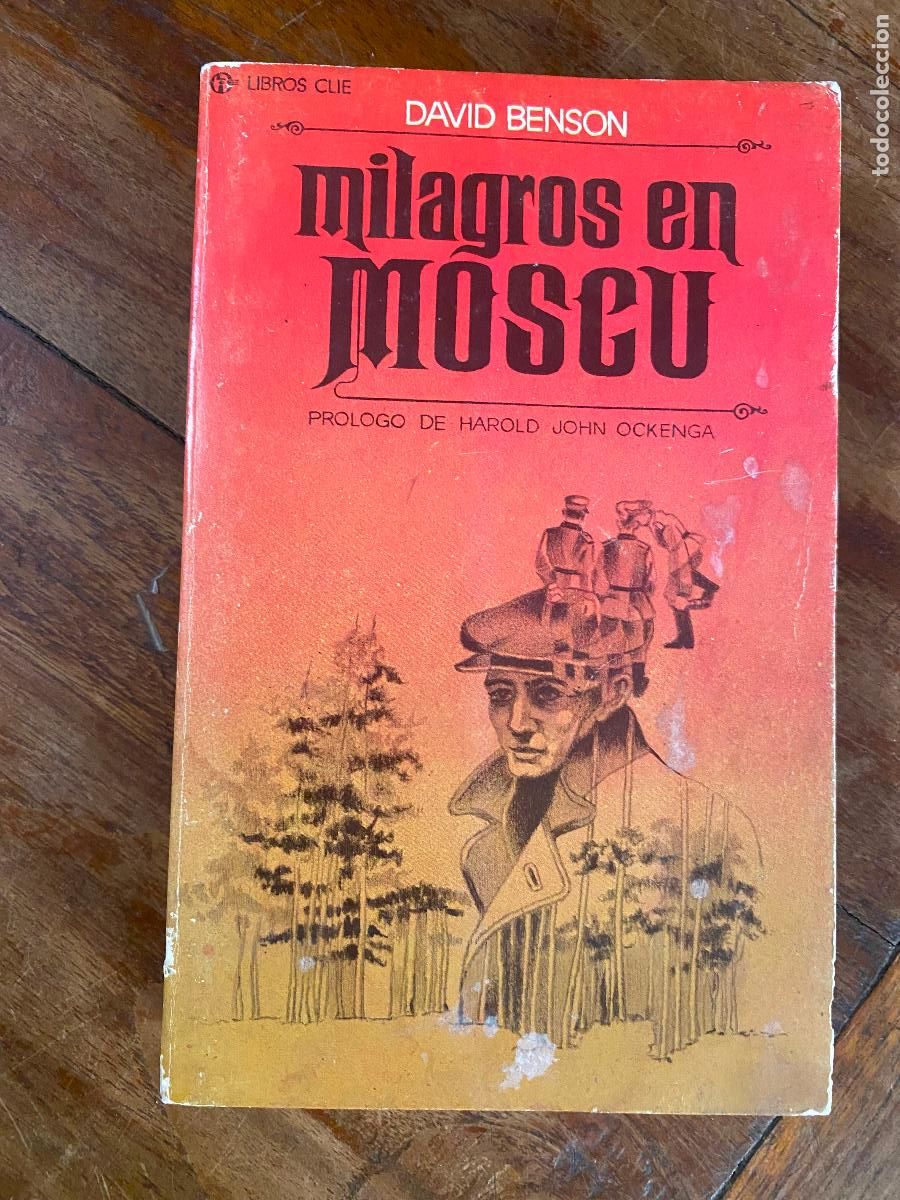 LIBROS CLIE
DAVID BENSON
milagros en
MOSCU
PROLOGO DE HAROLD JOHN OCKENGA
todocoleccion